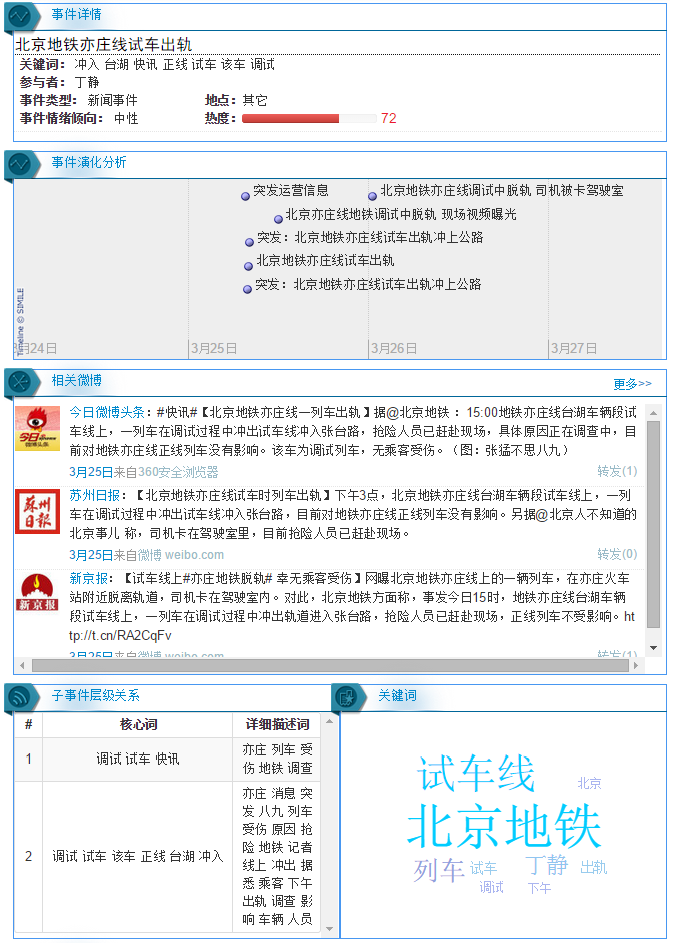 事件详情
北京地铁亦庄线试车出轨
关键词： 冲入 台湖 快讯 正线 试车 该车 调试
参与者： 丁静
事件类型： 新闻事件 地点：其它
事件情绪倾向： 中性 热度： 72
事件演化分析
突发运营信息
北京地铁亦庄线调试中脱轨 司机被卡驾驶室
北京亦庄线地铁调试中脱轨 现场视频曝光
突发：北京地铁亦庄线试车出轨冲上公路
北京地铁亦庄线试车出轨
突发：北京地铁亦庄线试车出轨冲上公路
Timeline © SIMILE
3月24日 3月25日 3月26日 3月27日
相关微博 更多>>
今日微博头条：#快讯#【北京地铁亦庄线一列车出轨】据@北京地铁 ： 15:00地铁亦庄线台湖车辆段试
车线上，一列车在调试过程中冲出试车线冲入张台路，抢险人员已赶赴现场，具体原因正在调查中，目
前对地铁亦庄线正线列车没有影响。该车为调试列车，无乘客受伤。（图：张猛不思八九）
3月25日来自360安全浏览器 转发(1)
苏州日报：【北京地铁亦庄线试车时列车出轨】下午3点，北京地铁亦庄线台湖车辆段试车线上，一列
车在调试过程中冲出试车线冲入张台路，目前对地铁亦庄线正线列车没有影响。另据@北京人不知道的
北京事儿 称，司机卡在驾驶室里，目前抢险人员已赶赴现场。
3月25日来自微博 weibo.com 转发(0)
新京报：【试车线上#亦庄地铁脱轨# 幸无乘客受伤】网曝北京地铁亦庄线上的一辆列车，在亦庄火车
站附近脱离轨道，司机卡在驾驶室内。对此，北京地铁方面称，事发今日15时，地铁亦庄线台湖车辆
段试车线上，一列车在调试过程中冲出轨道进入张台路，抢险人员已赶赴现场，正线列车不受影响。ht
tp://t.cn/RA2CqFv
3月25日来自微博 weibo.com 转发(1)
子事件层级关系
# 核心词 详细描述词
1 调试 试车 快讯 亦庄 列车 受
伤 地铁 调查
2 调试 试车 该车 正线 台湖 冲入 亦庄 消息 突
发 八九 列车
受伤 原因 抢
险 地铁 记者
线上 冲出 据
悉 乘客 下午
出轨 调查 影
响 车辆 人员
关键词
试车线 北京
北京地铁
列车 试车 丁静 出轨
调试 下午